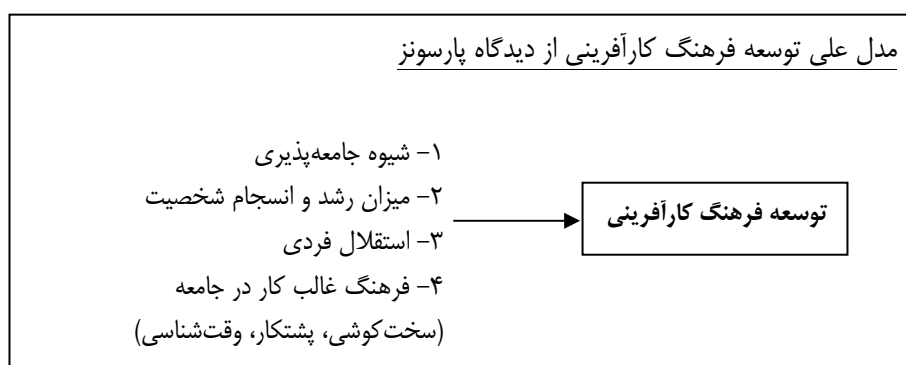 مدل علی توسعه فرهنگ کارآفرینی از دیدگاه پارسونز
۱- شیوه جامعه‌پذیری
۲- میزان رشد و انسجام شخصیت
۳- استقلال فردی
۴- فرهنگ غالب کار در جامعه
(سخت‌کوشی، پشتکار، وقت‌شناسی)
توسعه فرهنگ کارآفرینی